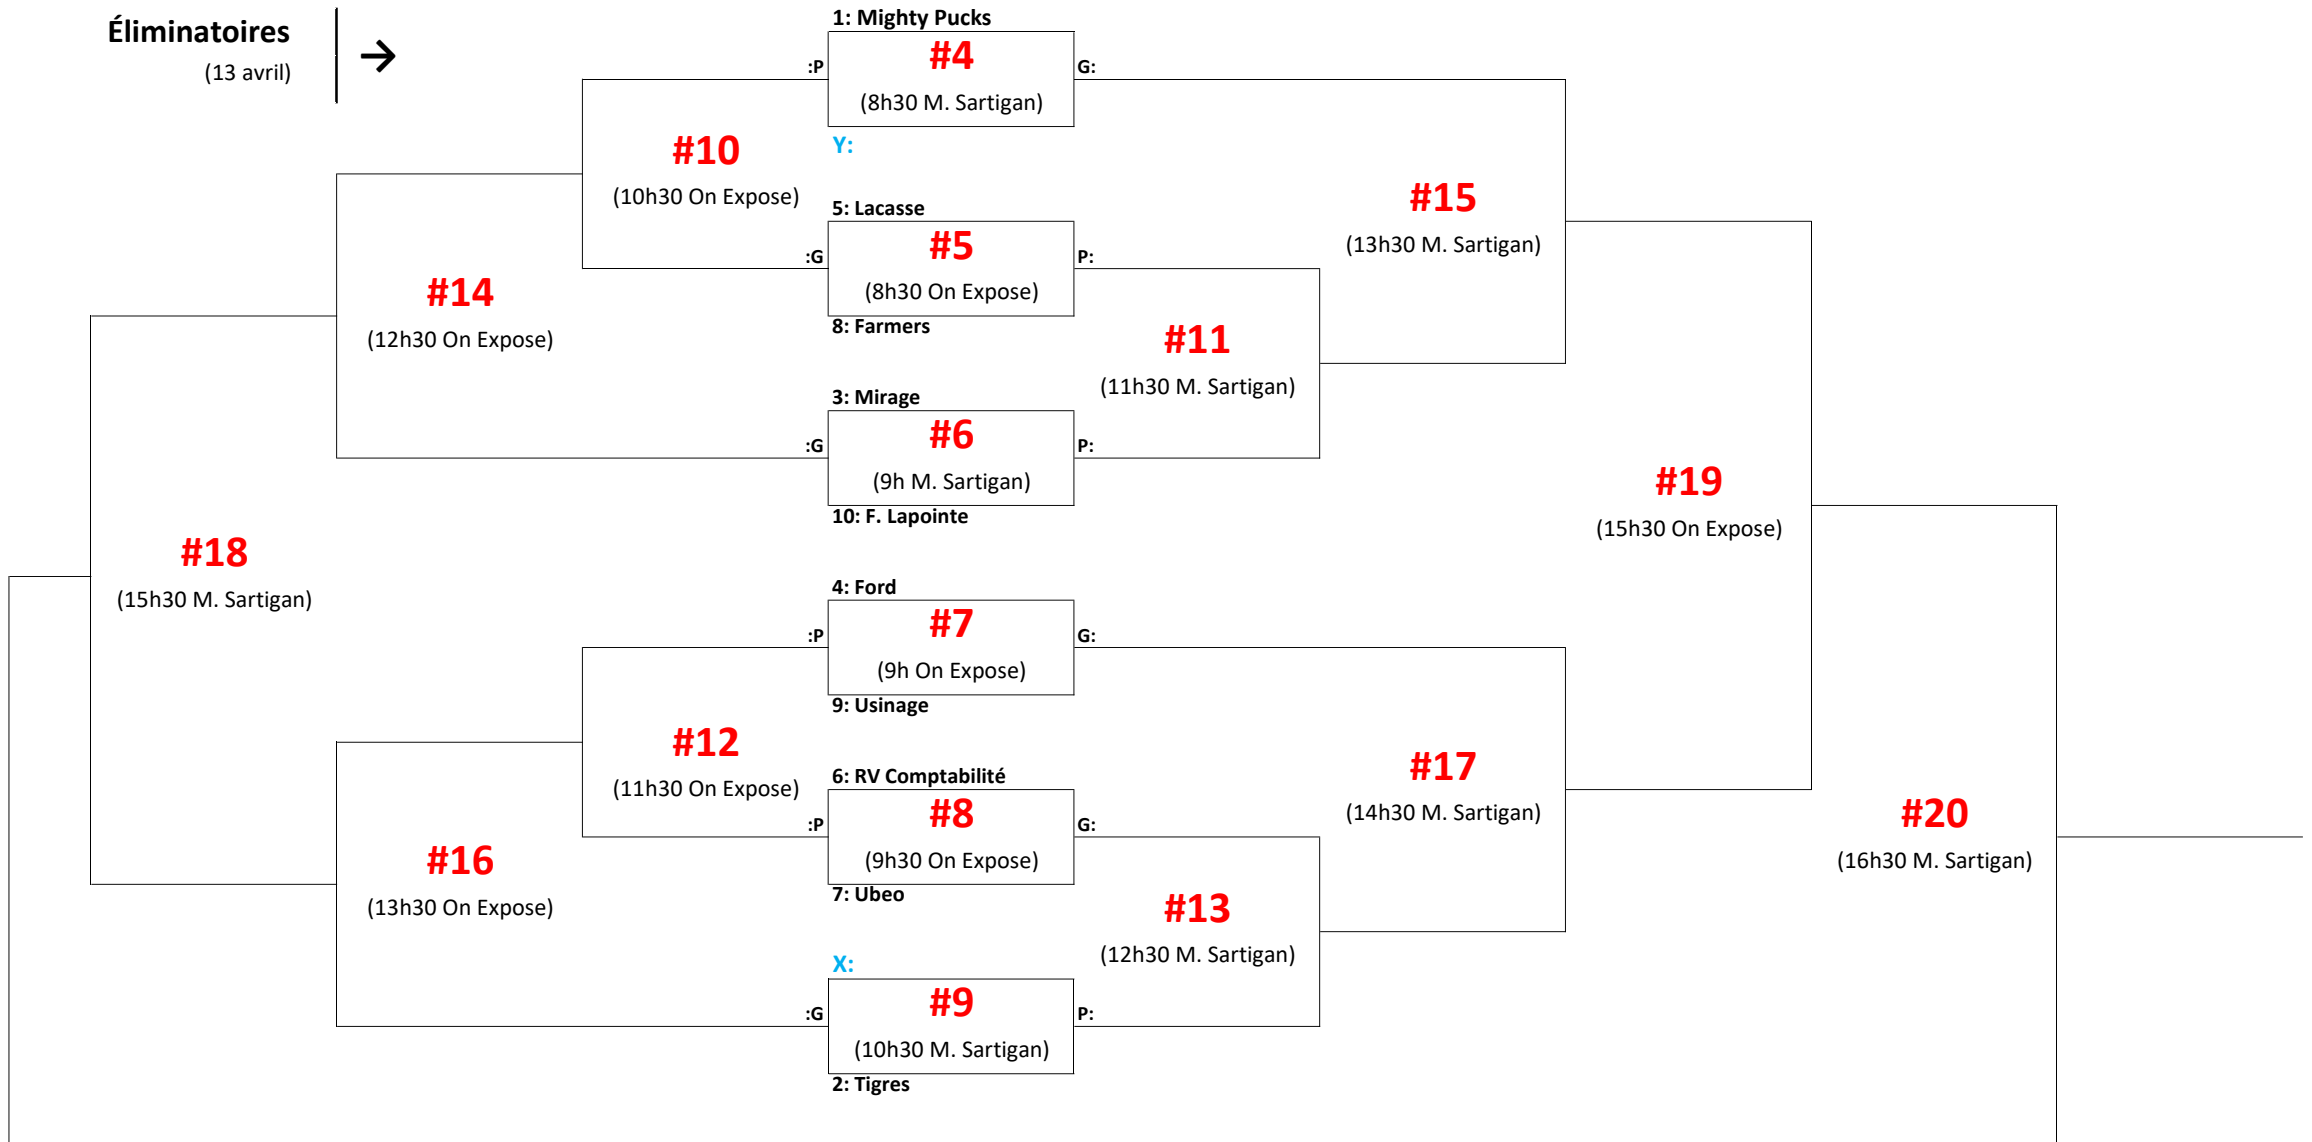 Éliminatoires
(13 avril)
1: Mighty Pucks
:P
#4
G:
(8h30 M. Sartigan)
Y:
#10
(10h30 On Expose)
5: Lacasse
:G
#5
P:
(8h30 On Expose)
8: Farmers
#15
(13h30 M. Sartigan)
#14
(12h30 On Expose)
#11
(11h30 M. Sartigan)
3: Mirage
:G
#6
P:
(9h M. Sartigan)
10: F. Lapointe
#19
(15h30 On Expose)
#18
(15h30 M. Sartigan)
4: Ford
:P
#7
G:
(9h On Expose)
9: Usinage
#12
(11h30 On Expose)
6: RV Comptabilité
:P
#8
G:
(9h30 On Expose)
7: Ubeo
#17
(14h30 M. Sartigan)
#20
(16h30 M. Sartigan)
#16
(13h30 On Expose)
#13
(12h30 M. Sartigan)
X:
:G
#9
P:
(10h30 M. Sartigan)
2: Tigres